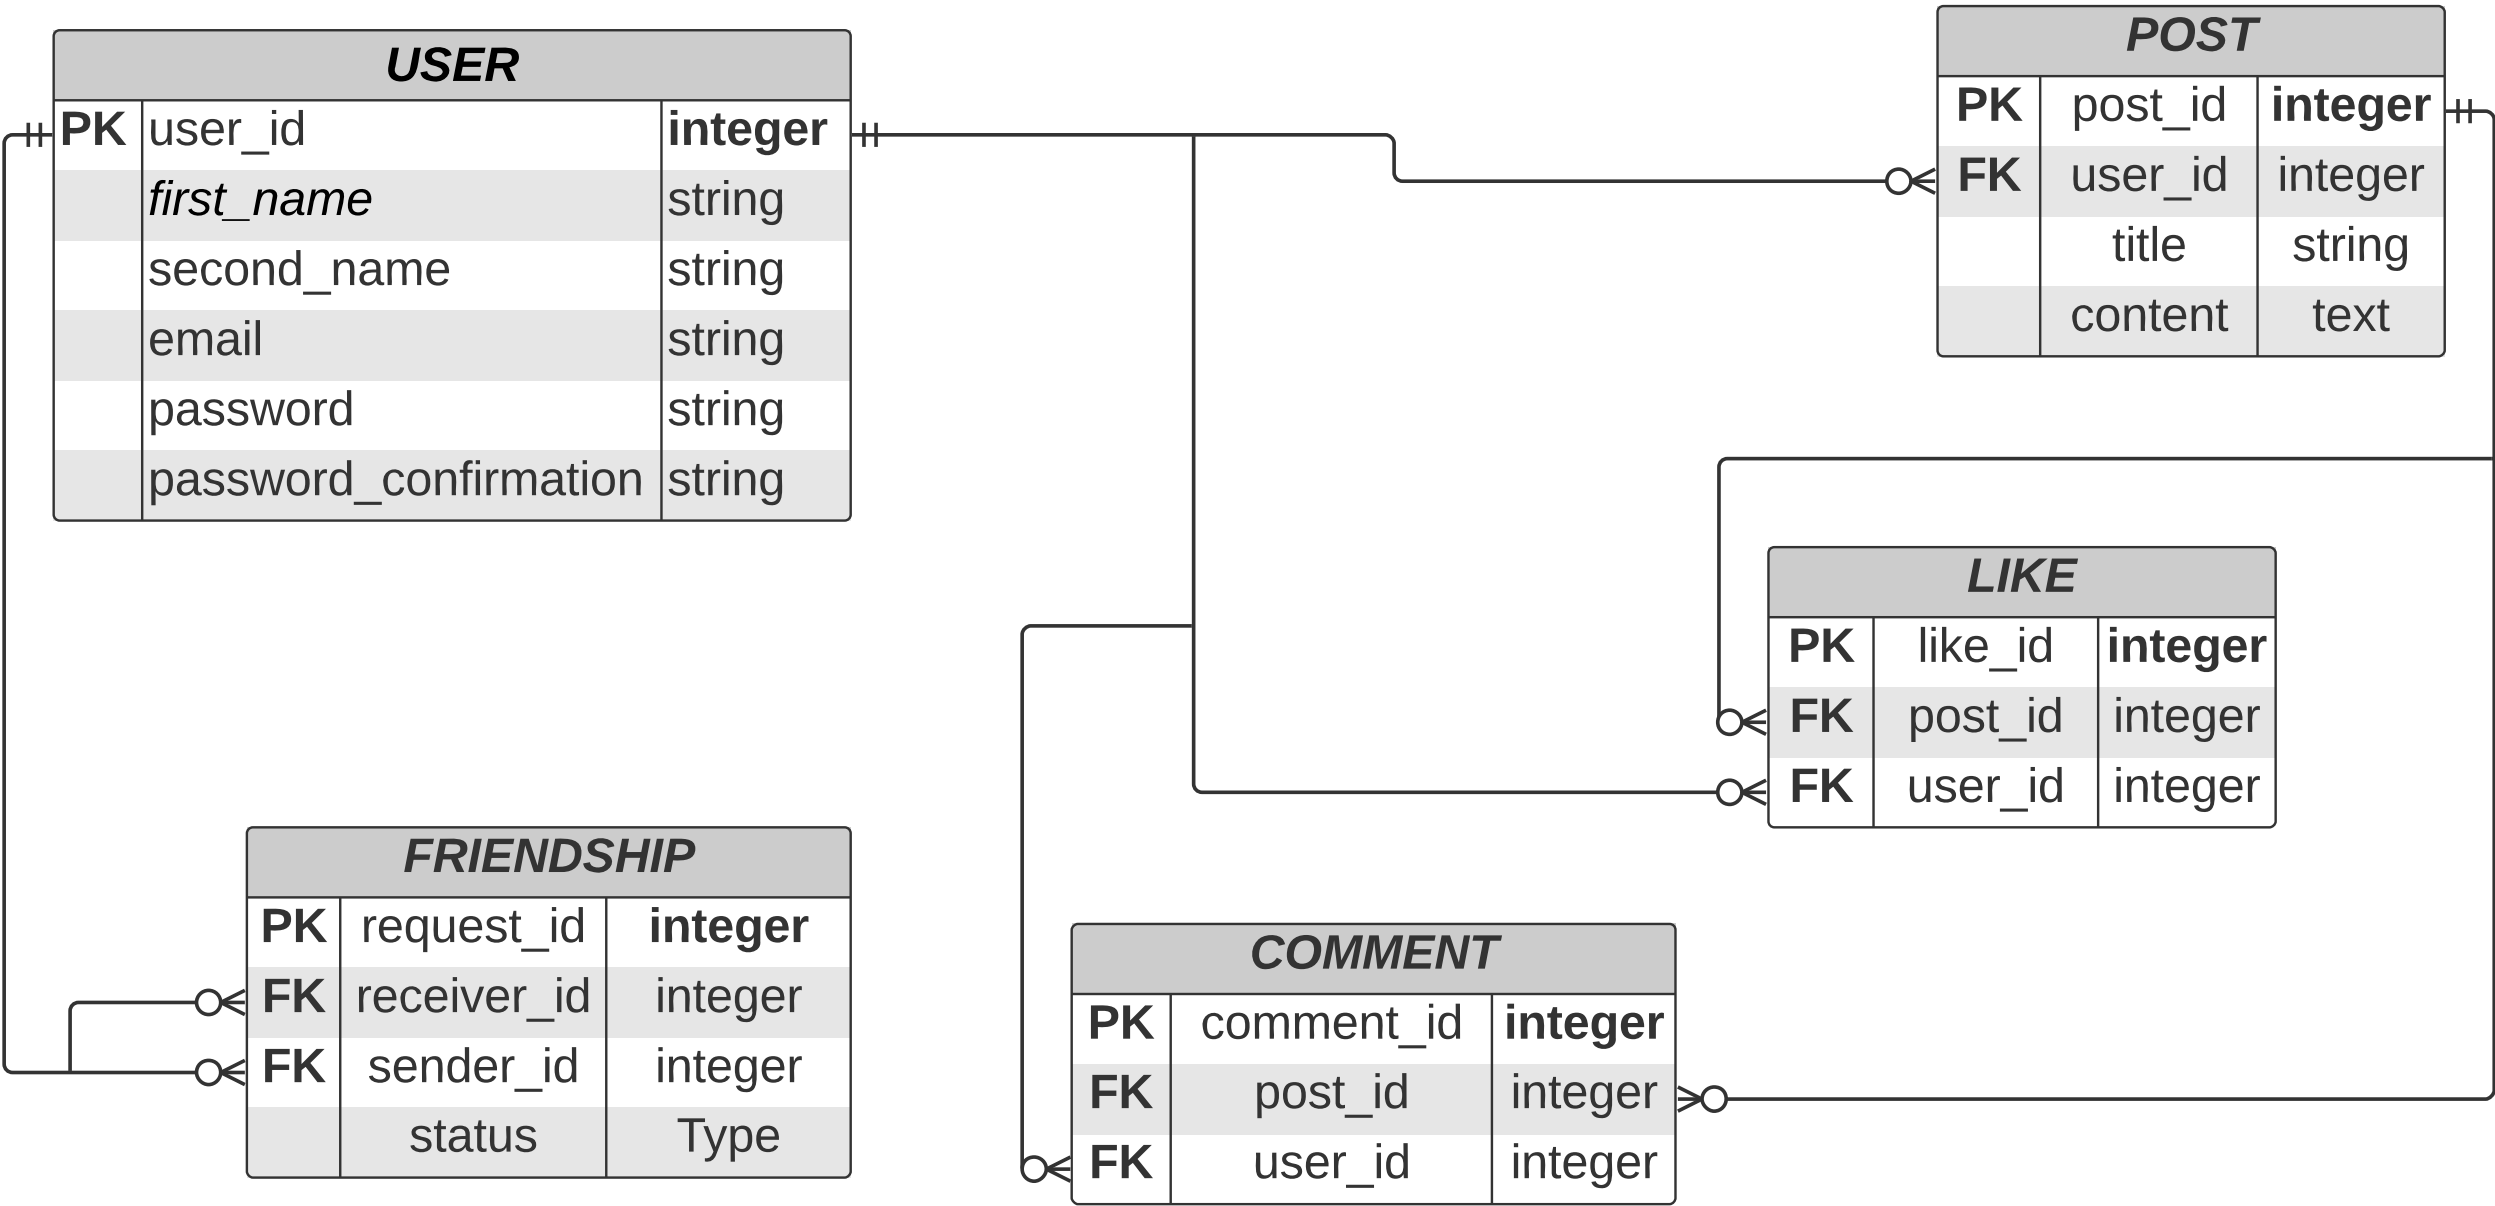 USER
PK user_id integer
first_name string
second_name string
email string
password string
password_confirmation string
POST
PK post_id integer
FK user_id integer
title string
content text
LIKE
PK like_id integer
FK post_id integer
FK user_id integer
FRIENDSHIP
PK request_id integer
FK receiver_id integer
FK sender_id integer
status Type
COMMENT
PK comment_id integer
FK post_id integer
FK user_id integer